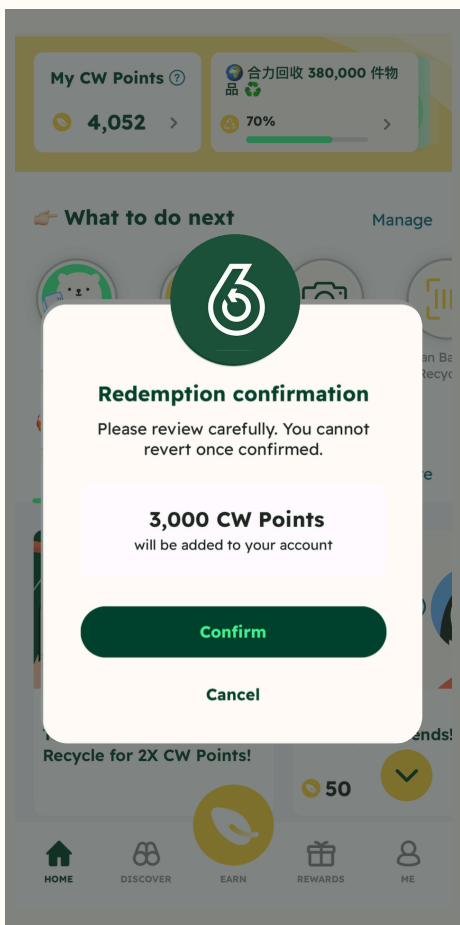 My CW Points ?
4,052
合力回收 380,000 件物
品
70%
What to do next
Manage
Redemption confirmation
Please review carefully. You cannot
revert once confirmed.
3,000 CW Points
will be added to your account
Confirm
Cancel
ends!
Recycle for 2X CW Points!
50
HOME
DISCOVER
EARN
REWARDS
ME